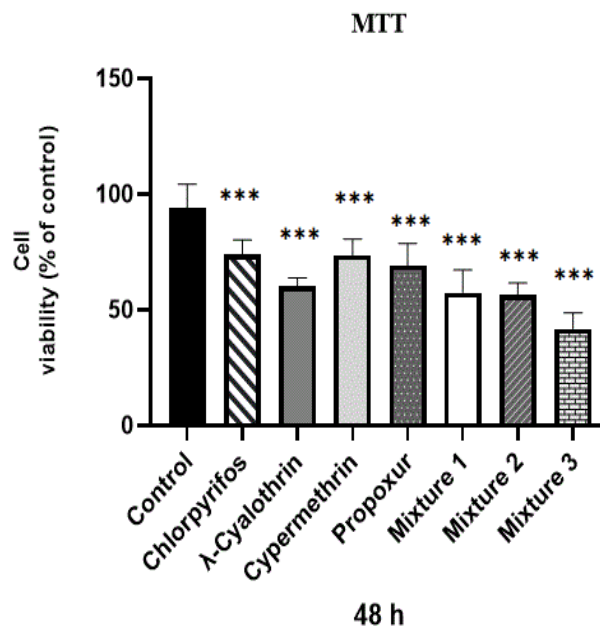 MTT
Cell
viability (% of control)
150
100
50
0
***
***
***
***
***
***
***
Control
Chlorpyrifos
λ-Cyalothrin
Cypermethrin
Propoxur
Mixture 1
Mixture 2
Mixture 3
48 h